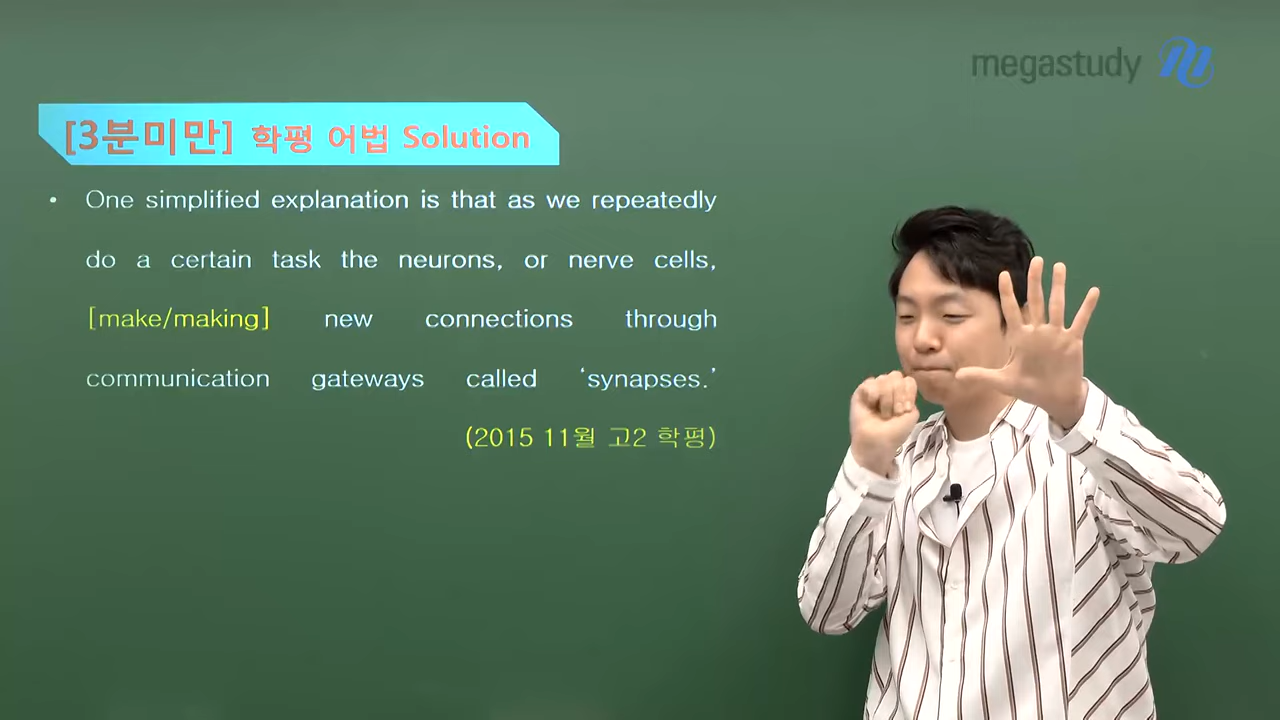 megastudy
[3분미만] 학평 어법 Solution
• One simplified explanation is that as we repeatedly
do a certain task the neurons, or nerve cells,
[make/making] new connections through
communication gateways called ‘synapses.’
(2015 11월 고2 학평)